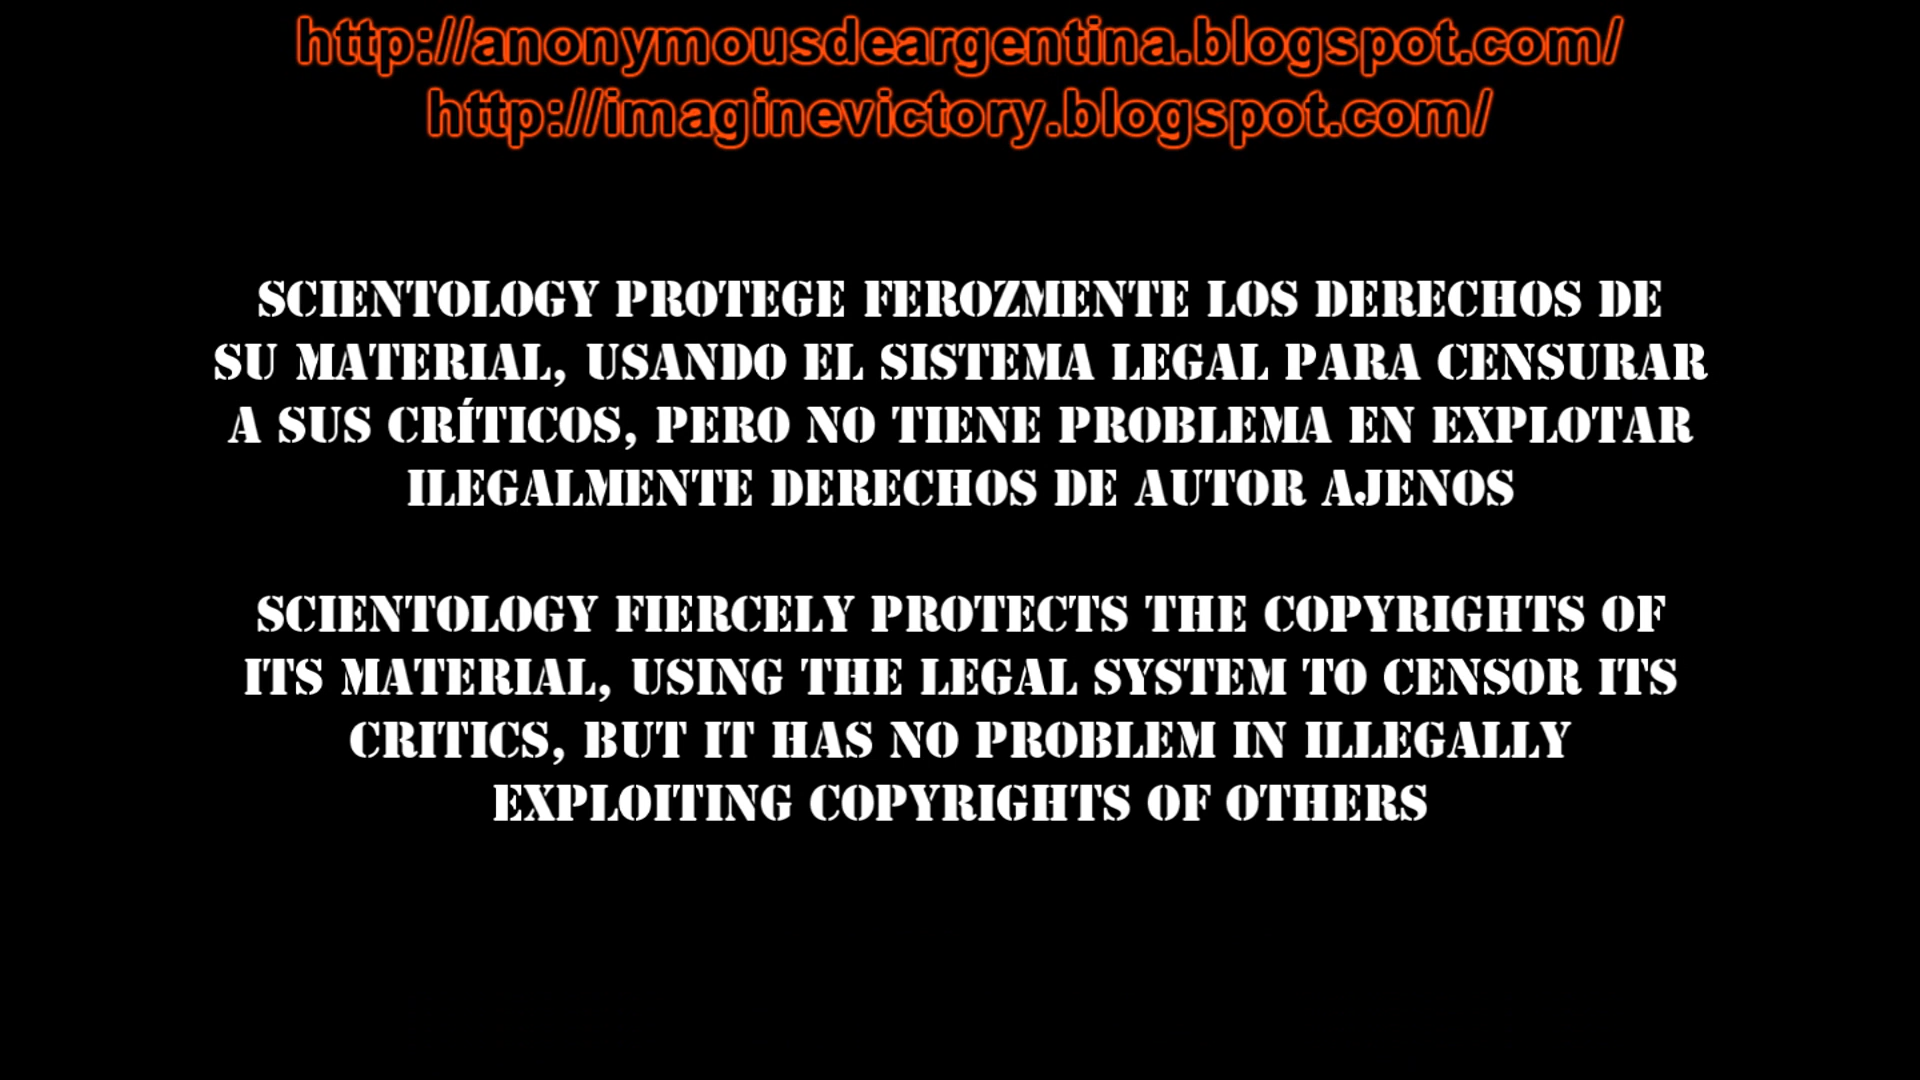 http://anonymousdeargentina.blogspot.com/
http://imaginevictory.blogspot.com/
SCIENTOLOGY PROTEGE FEROZMENTE LOS DERECHOS DE
SU MATERIAL, USANDO EL SISTEMA LEGAL PARA CENSURAR
A SUS CRÍTICOS, PERO NO TIENE PROBLEMA EN EXPLOTAR
ILEGALMENTE DERECHOS DE AUTOR AJENOS
SCIENTOLOGY FIERCELY PROTECTS THE COPYRIGHTS OF
ITS MATERIAL, USING THE LEGAL SYSTEM TO CENSOR ITS
CRITICS, BUT IT HAS NO PROBLEM IN ILLEGALLY
EXPLOITING COPYRIGHTS OF OTHERS